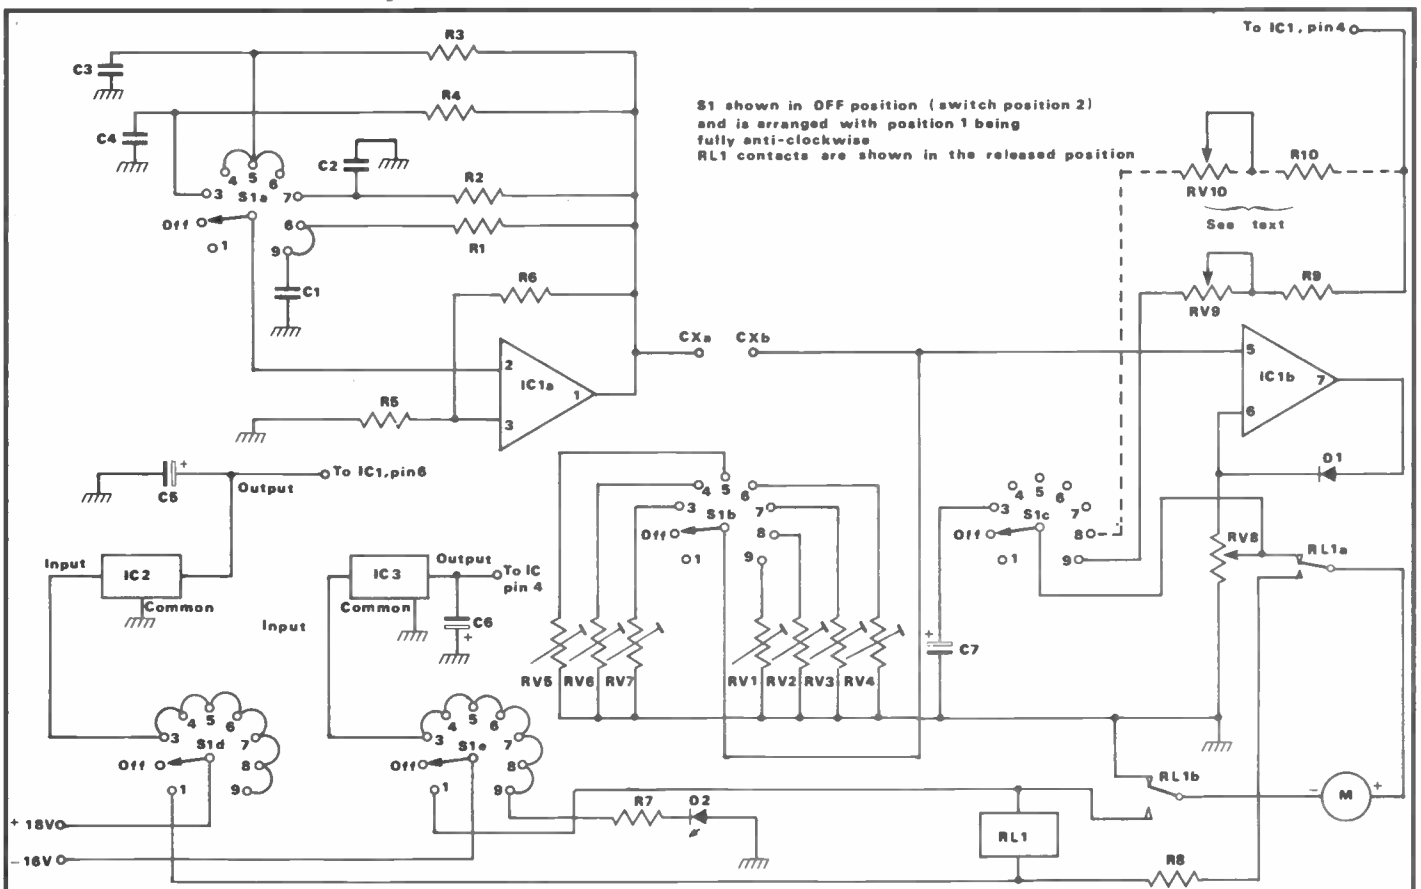 To IC1, pin4
R3
C3
R4
C4
S1 shown in OFF position (switch position 2)
and is arranged with position 1 being
fully anti-clockwise
RL1 contacts are shown in the released position
C2
R2
4 5 6
3 S1a 7
Off
1
6
9
R1
C1
R10
RV10
See text
R6
R9
RV9
CXa CXb
2
IC1a
1
3
R5
5
IC1b
7
6
D1
To IC1, pin6
C5
Output
Input
IC2
Common
Output
IC3
To IC
pin 4
Common
C6
Input
4 5 6
3 S1b 7
Off 8
1 9
4 5 6
3 S1c 7
Off 8
1 9
RV8
RL1a
RV5 RV6 RV7
RV1 RV2 RV3 RV4
C7
4 5 6
3 S1d 7
Off 8
1 9
4 5 6
3 S1e 7
Off 8
1 9
R7 D2
RL1b
- M +
RL1
R8
+ 18V
- 16V